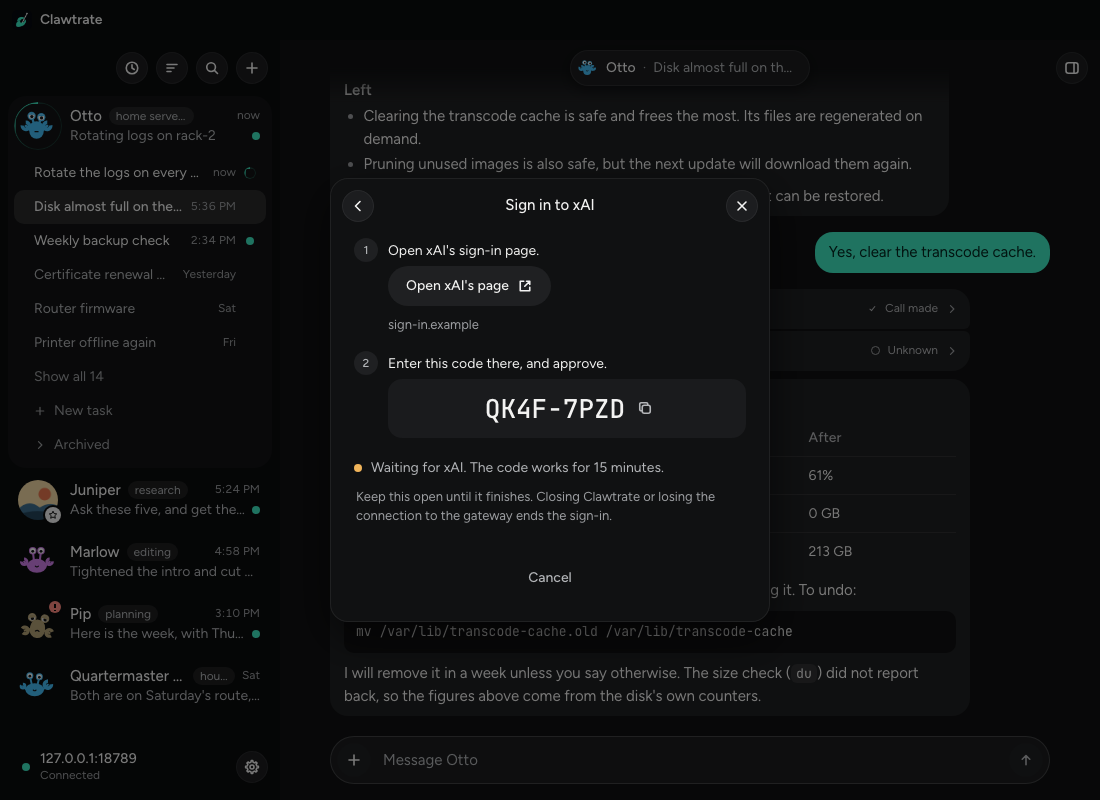 Clawtrate
Otto home serve… now
Rotating logs on rack-2
Rotate the logs on every … now
Disk almost full on the… 5:36 PM
Weekly backup check 2:34 PM
Certificate renewal … Yesterday
Router firmware Sat
Printer offline again Fri
Show all 14
New task
Archived
Juniper research 5:24 PM
Ask these five, and get the…
Marlow editing 4:58 PM
Tightened the intro and cut …
Pip planning 3:10 PM
Here is the week, with Thu…
Quartermaster … hou… Sat
Both are on Saturday's route,…
127.0.0.1:18789
Connected
Otto · Disk almost full on th…
Left
• Clearing the transcode cache is safe and frees the most. Its files are regenerated on
demand.
• Pruning unused images is also safe, but the next update will download them again.
can be restored.
Yes, clear the transcode cache.
Call made
Unknown
After
61%
0 GB
213 GB
it. To undo:
mv /var/lib/transcode-cache.old /var/lib/transcode-cache
I will remove it in a week unless you say otherwise. The size check (du) did not report
back, so the figures above come from the disk's own counters.
Message Otto
Sign in to xAI
1 Open xAI's sign-in page.
Open xAI's page
sign-in.example
2 Enter this code there, and approve.
QK4F-7PZD
Waiting for xAI. The code works for 15 minutes.
Keep this open until it finishes. Closing Clawtrate or losing the
connection to the gateway ends the sign-in.
Cancel